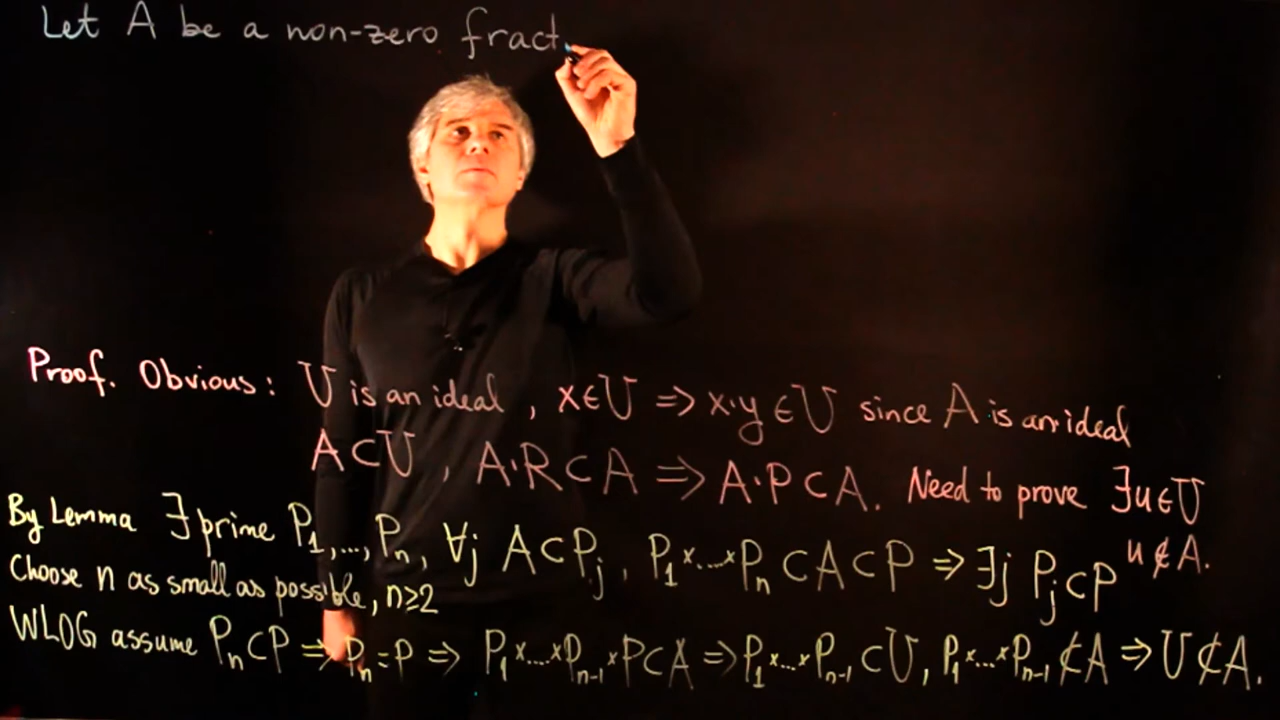 Let A be a non-zero fract
Proof. Obvious: U is an ideal, x∈U ⇒ x·y∈U since A is an ideal
A⊂U, A·R⊂A ⇒ A·P⊂A. Need to prove ∃u∈U
u∉A.
By Lemma ∃ prime P₁,...,Pₙ, ∀j A⊂Pⱼ, P₁×...×Pₙ⊂A⊂P ⇒ ∃j Pⱼ⊂P
Choose n as small as possible, n≥2
WLOG assume Pₙ⊂P ⇒ Pₙ=P ⇒ P₁×...×Pₙ₋₁×P⊂A ⇒ P₁×...×Pₙ₋₁⊂U, P₁×...×Pₙ₋₁⊄A ⇒ U⊄A.